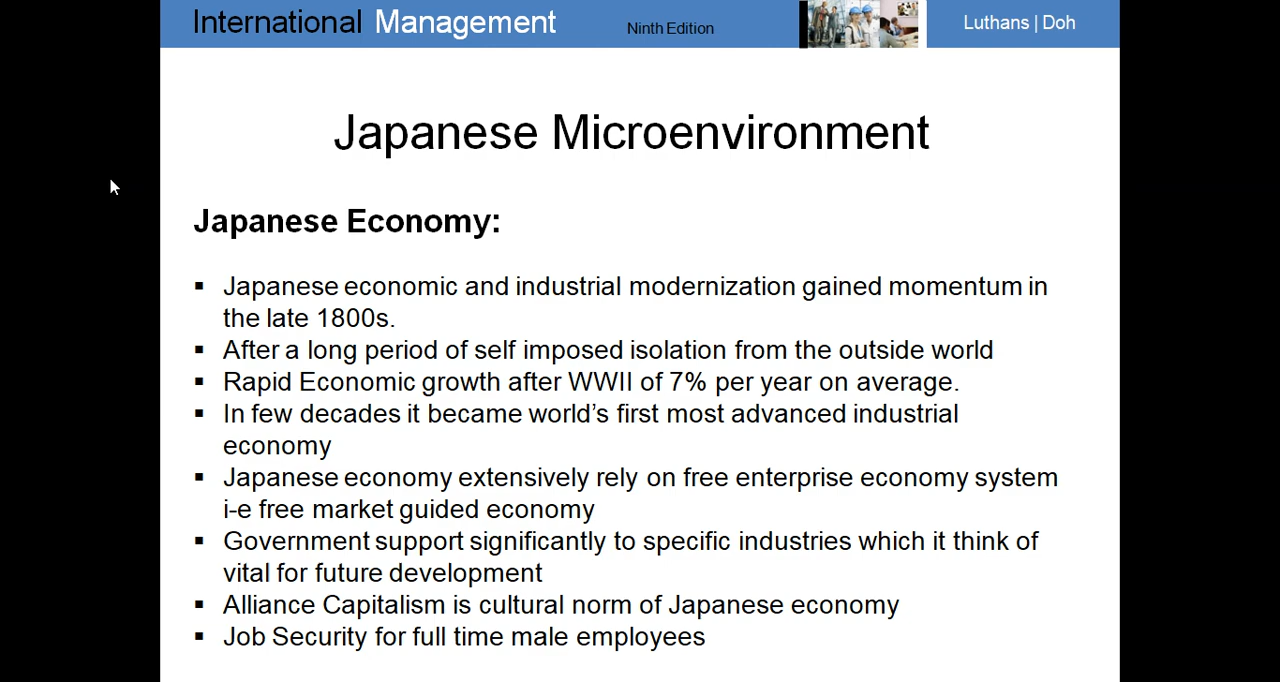 International Management Ninth Edition Luthans | Doh
Japanese Microenvironment
Japanese Economy:
▪ Japanese economic and industrial modernization gained momentum in
the late 1800s.
▪ After a long period of self imposed isolation from the outside world
▪ Rapid Economic growth after WWII of 7% per year on average.
▪ In few decades it became world’s first most advanced industrial
economy
▪ Japanese economy extensively rely on free enterprise economy system
i-e free market guided economy
▪ Government support significantly to specific industries which it think of
vital for future development
▪ Alliance Capitalism is cultural norm of Japanese economy
▪ Job Security for full time male employees